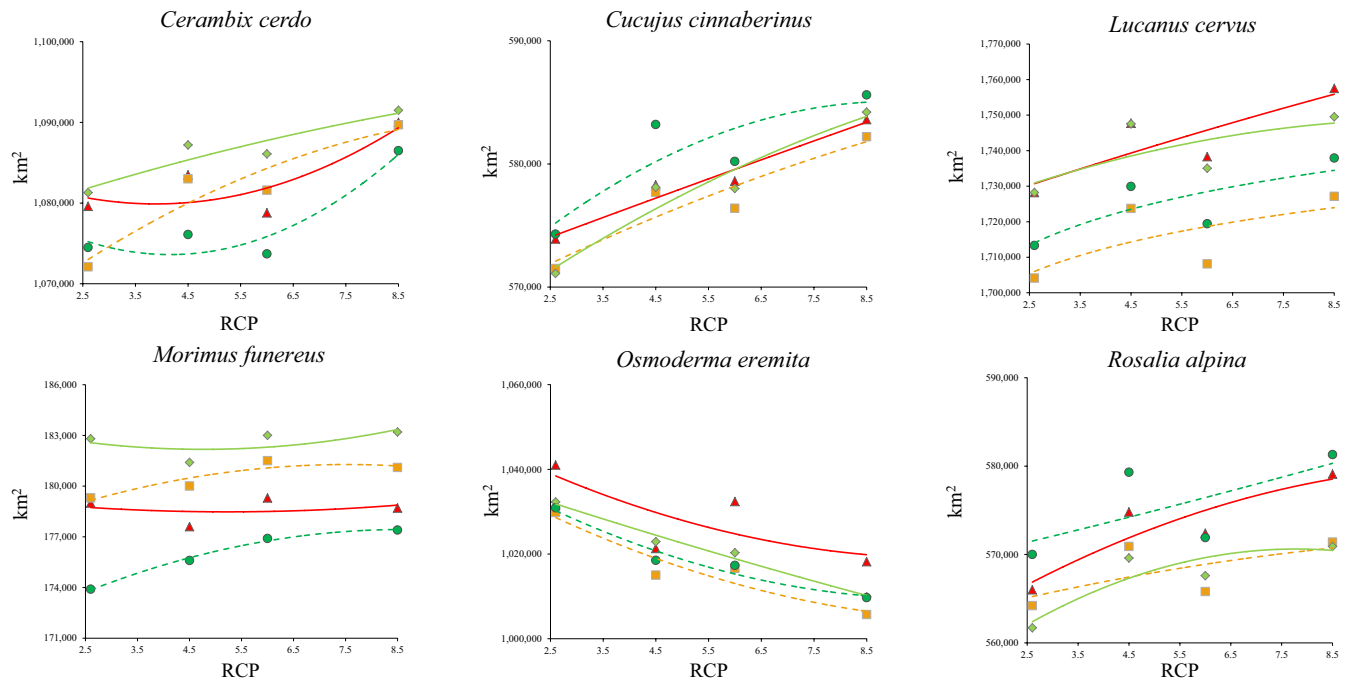 Cerambix cerdo
1,100,000
1,090,000
1,080,000
1,070,000
km²
2.5 3.5 4.5 5.5 6.5 7.5 8.5
RCP
Cucujus cinnaberinus
590,000
580,000
570,000
km²
2.5 3.5 4.5 5.5 6.5 7.5 8.5
RCP
Lucanus cervus
1,770,000
1,760,000
1,750,000
1,740,000
1,730,000
1,720,000
1,710,000
1,700,000
km²
2.5 3.5 4.5 5.5 6.5 7.5 8.5
RCP
Morimus funereus
186,000
183,000
180,000
177,000
174,000
171,000
km²
2.5 3.5 4.5 5.5 6.5 7.5 8.5
RCP
Osmoderma eremita
1,060,000
1,040,000
1,020,000
1,000,000
km²
2.5 3.5 4.5 5.5 6.5 7.5 8.5
RCP
Rosalia alpina
590,000
580,000
570,000
560,000
km²
2.5 3.5 4.5 5.5 6.5 7.5 8.5
RCP